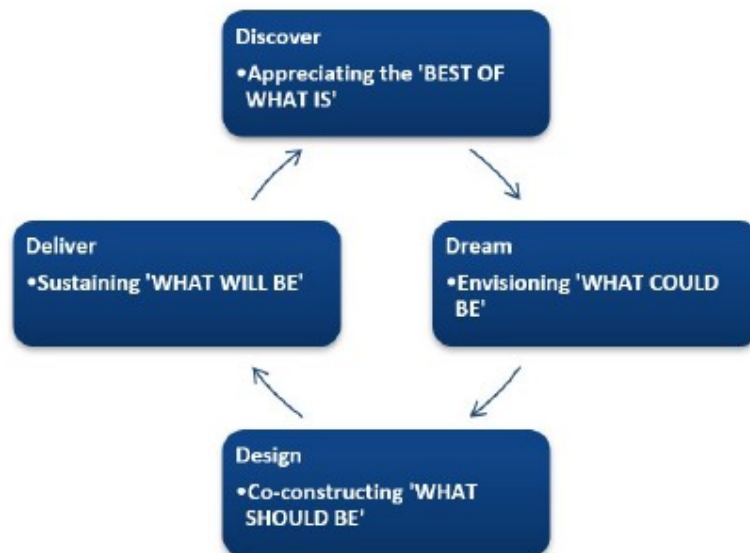 Discover
•Appreciating the 'BEST OF
WHAT IS'
Deliver
•Sustaining 'WHAT WILL BE'
Dream
•Envisioning 'WHAT COULD
BE'
Design
•Co-constructing 'WHAT
SHOULD BE'